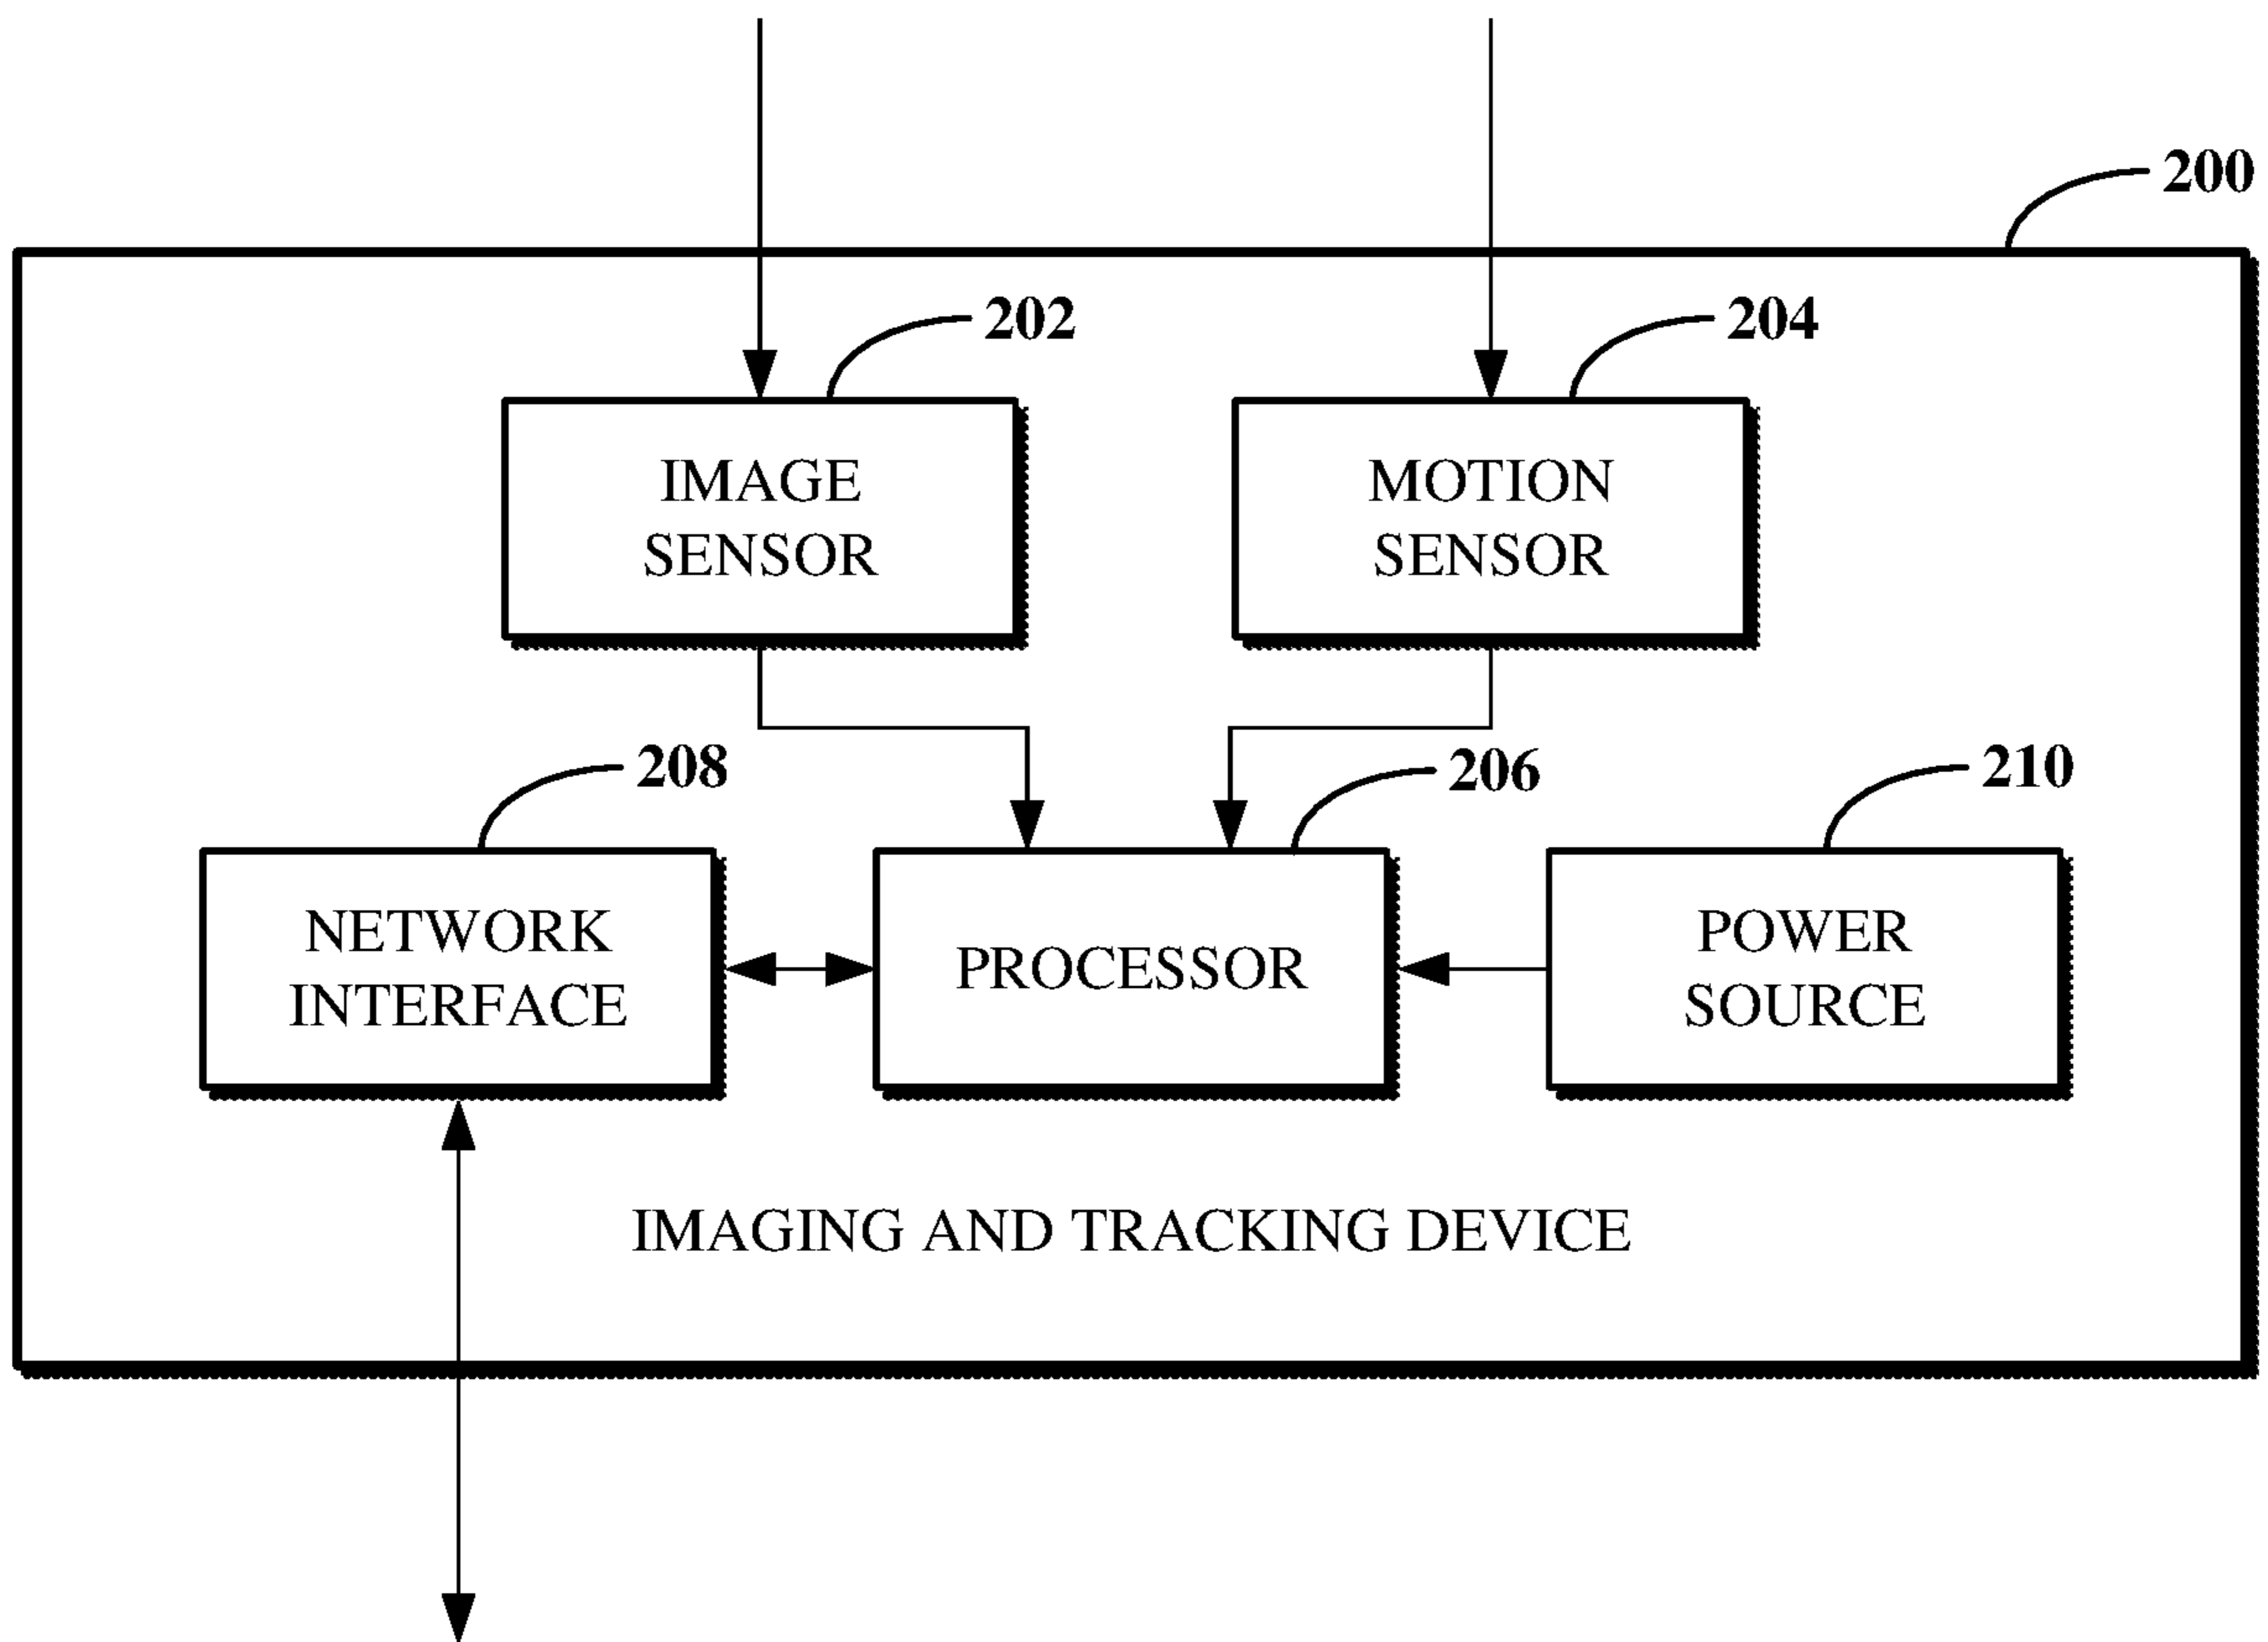 200
202
204
IMAGE
SENSOR
MOTION
SENSOR
208
206
210
NETWORK
INTERFACE
PROCESSOR
POWER
SOURCE
IMAGING AND TRACKING DEVICE